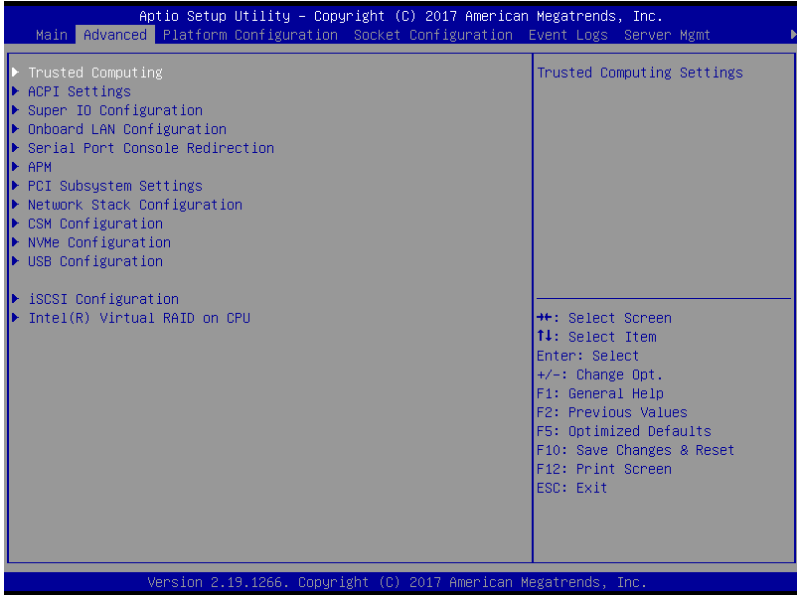 Aptio Setup Utility – Copyright (C) 2017 American Megatrends, Inc.
Main Advanced Platform Configuration Socket Configuration Event Logs Server Mgmt
Trusted Computing
ACPI Settings
Super IO Configuration
Onboard LAN Configuration
Serial Port Console Redirection
APM
PCI Subsystem Settings
Network Stack Configuration
CSM Configuration
NVMe Configuration
USB Configuration
iSCSI Configuration
Intel(R) Virtual RAID on CPU
Trusted Computing Settings
→←: Select Screen
↑↓: Select Item
Enter: Select
+/-: Change Opt.
F1: General Help
F2: Previous Values
F5: Optimized Defaults
F10: Save Changes & Reset
F12: Print Screen
ESC: Exit
Version 2.19.1266. Copyright (C) 2017 American Megatrends, Inc.